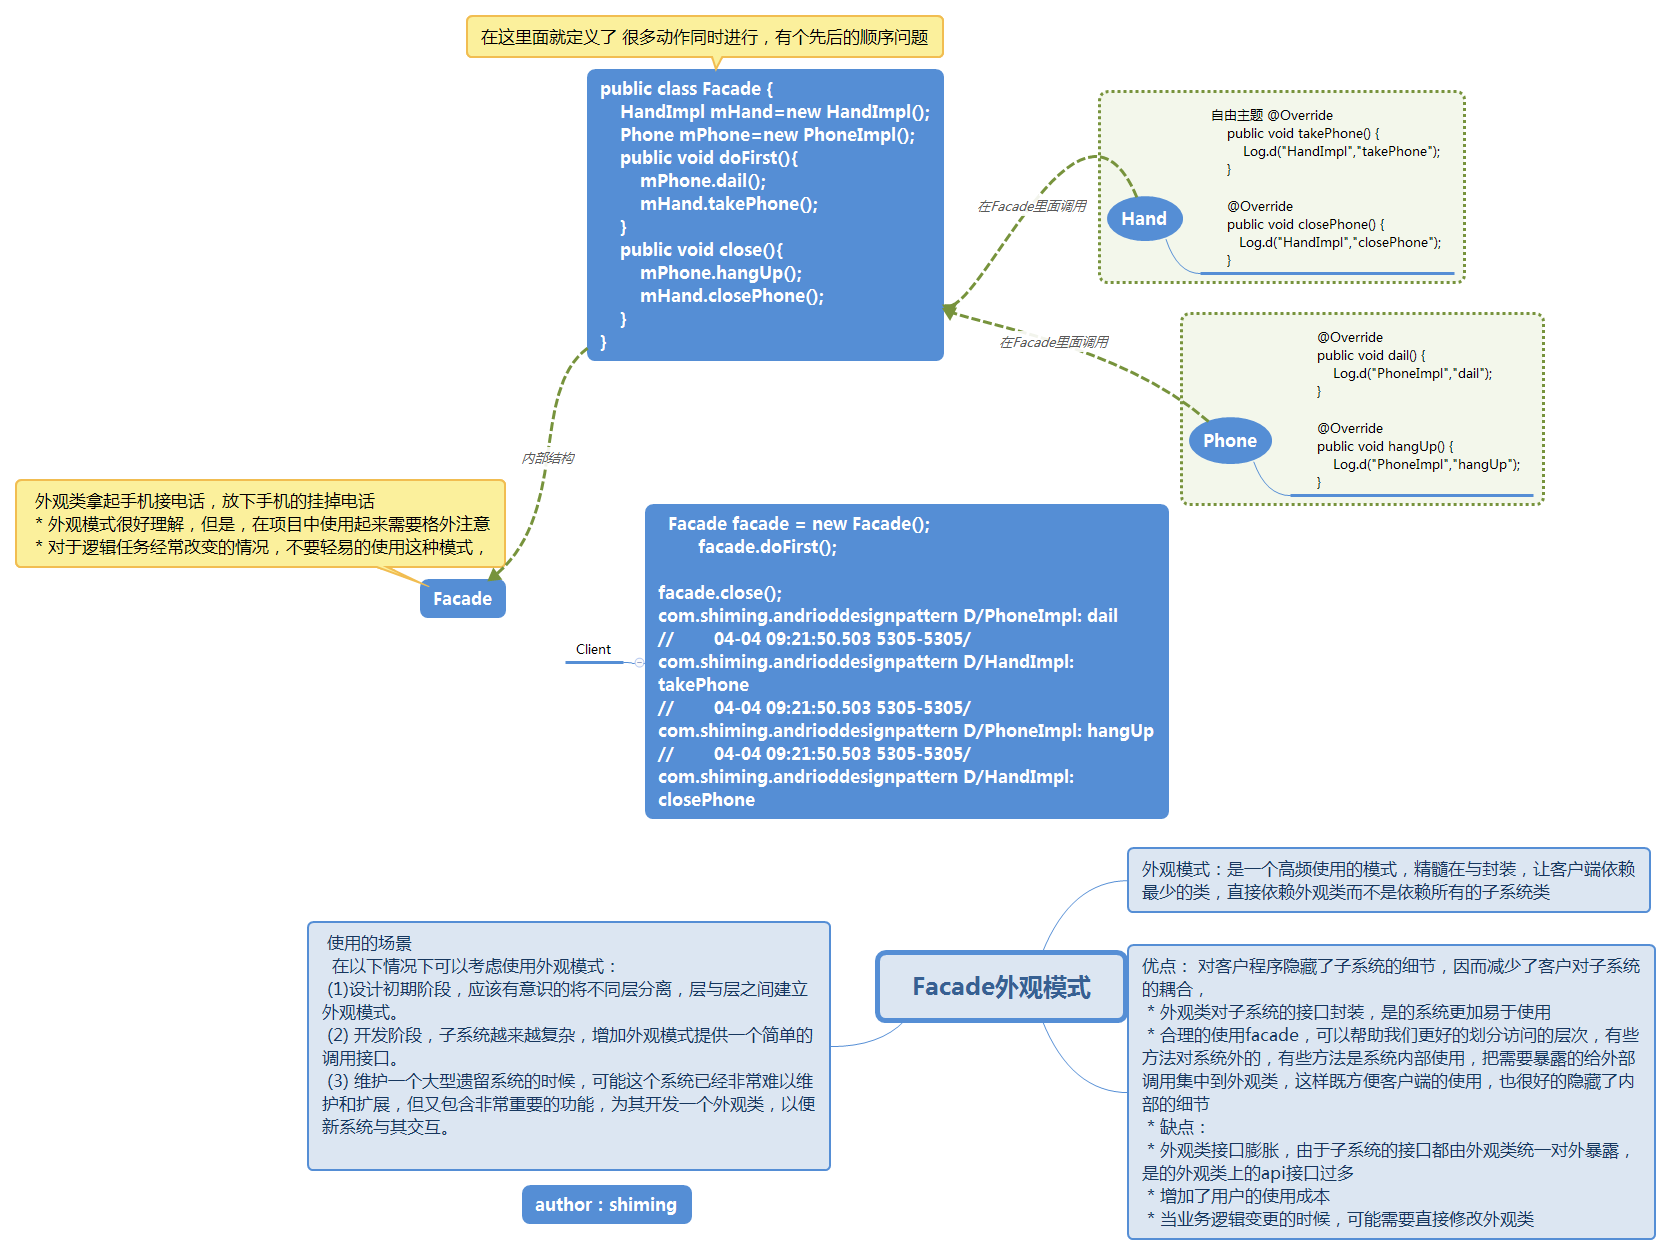 在这里面就定义了 很多动作同时进行，有个先后的顺序问题
public class Facade {
HandImpl mHand=new HandImpl();
Phone mPhone=new PhoneImpl();
public void doFirst(){
mPhone.dail();
mHand.takePhone();
}
public void close(){
mPhone.hangUp();
mHand.closePhone();
}
}
自由主题 @Override
public void takePhone() {
Log.d("HandImpl","takePhone");
}
@Override
public void closePhone() {
Log.d("HandImpl","closePhone");
}
Hand
在Facade里面调用
@Override
public void dail() {
Log.d("PhoneImpl","dail");
}
@Override
public void hangUp() {
Log.d("PhoneImpl","hangUp");
}
Phone
在Facade里面调用
内部结构
外观类拿起手机接电话，放下手机的挂掉电话
* 外观模式很好理解，但是，在项目中使用起来需要格外注意
* 对于逻辑任务经常改变的情况，不要轻易的使用这种模式，
Facade
Client
Facade facade = new Facade();
facade.doFirst();
facade.close();
com.shiming.andrioddesignpattern D/PhoneImpl: dail
// 04-04 09:21:50.503 5305-5305/
com.shiming.andrioddesignpattern D/HandImpl:
takePhone
// 04-04 09:21:50.503 5305-5305/
com.shiming.andrioddesignpattern D/PhoneImpl: hangUp
// 04-04 09:21:50.503 5305-5305/
com.shiming.andrioddesignpattern D/HandImpl:
closePhone
Facade外观模式
外观模式：是一个高频使用的模式，精髓在与封装，让客户端依赖
最少的类，直接依赖外观类而不是依赖所有的子系统类
优点： 对客户程序隐藏了子系统的细节，因而减少了客户对子系统
的耦合，
* 外观类对子系统的接口封装，是的系统更加易于使用
* 合理的使用facade，可以帮助我们更好的划分访问的层次，有些
方法对系统外的，有些方法是系统内部使用，把需要暴露的给外部
调用集中到外观类，这样既方便客户端的使用，也很好的隐藏了内
部的细节
* 缺点：
* 外观类接口膨胀，由于子系统的接口都由外观类统一对外暴露，
是的外观类上的api接口过多
* 增加了用户的使用成本
* 当业务逻辑变更的时候，可能需要直接修改外观类
使用的场景
在以下情况下可以考虑使用外观模式：
(1)设计初期阶段，应该有意识的将不同层分离，层与层之间建立
外观模式。
(2) 开发阶段，子系统越来越复杂，增加外观模式提供一个简单的
调用接口。
(3) 维护一个大型遗留系统的时候，可能这个系统已经非常难以维
护和扩展，但又包含非常重要的功能，为其开发一个外观类，以便
新系统与其交互。
author：shiming